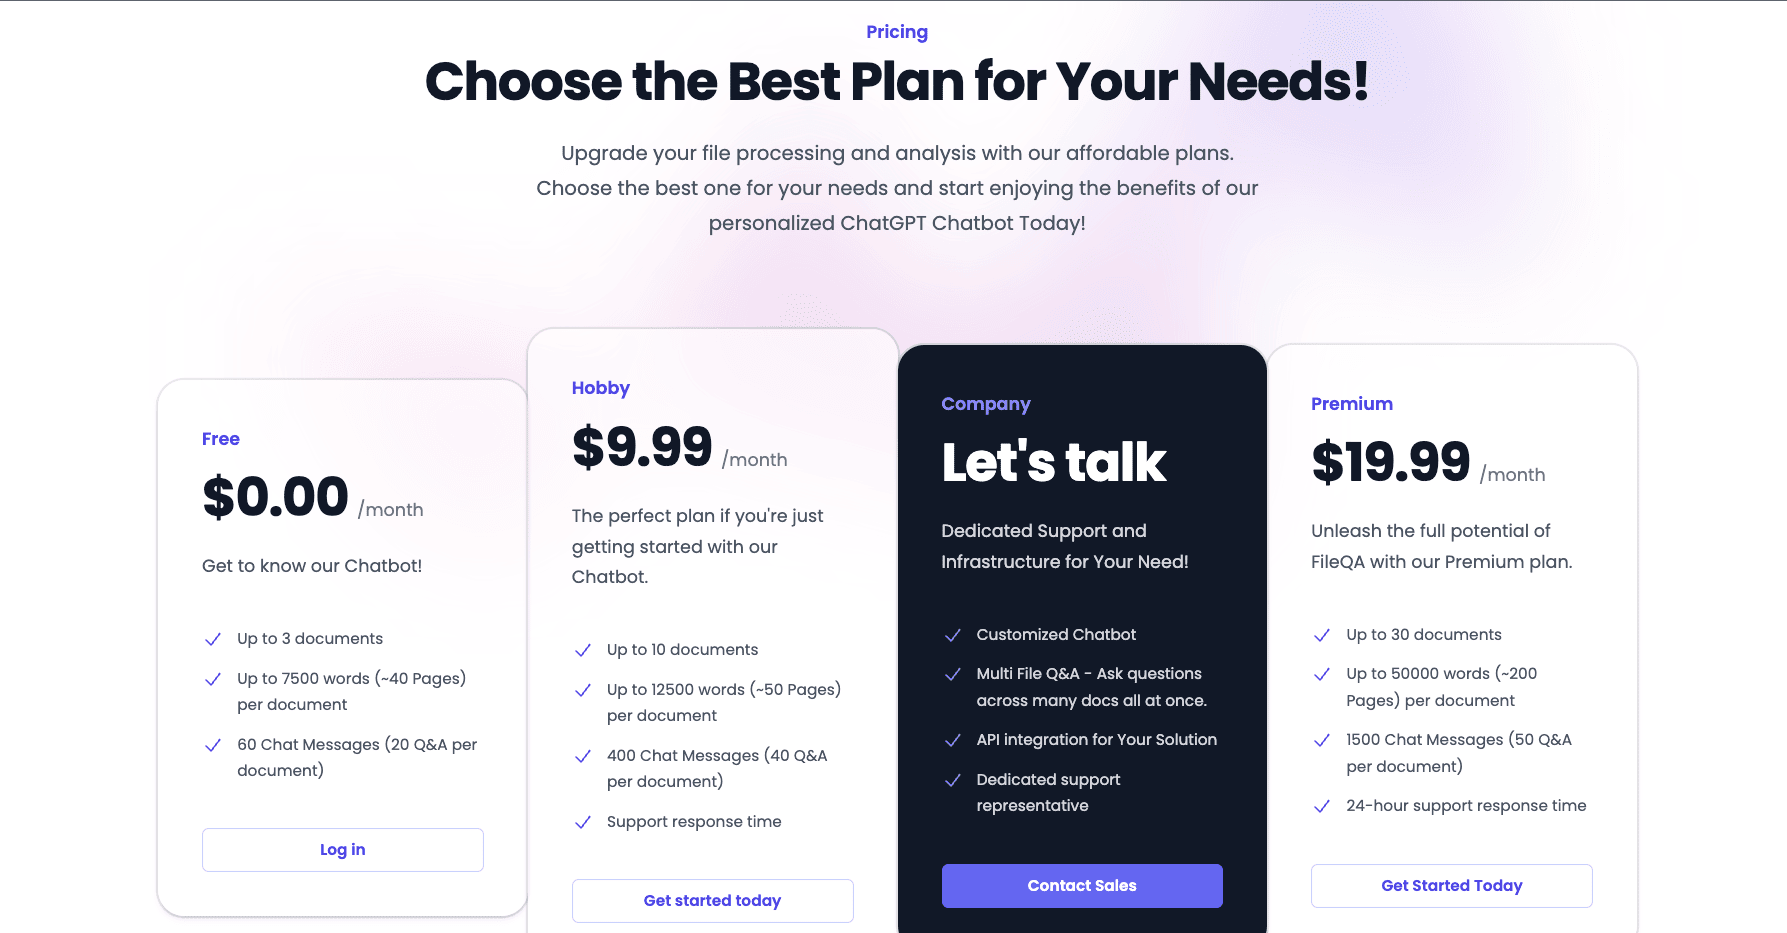 Pricing
Choose the Best Plan for Your Needs!
Upgrade your file processing and analysis with our affordable plans.
Choose the best one for your needs and start enjoying the benefits of our
personalized ChatGPT Chatbot Today!
Free
$0.00 /month
Get to know our Chatbot!
Up to 3 documents
Up to 7500 words (~40 Pages)
per document
60 Chat Messages (20 Q&A per
document)
Log in
Hobby
$9.99 /month
The perfect plan if you're just
getting started with our
Chatbot.
Up to 10 documents
Up to 12500 words (~50 Pages)
per document
400 Chat Messages (40 Q&A
per document)
Support response time
Get started today
Company
Let's talk
Dedicated Support and
Infrastructure for Your Need!
Customized Chatbot
Multi File Q&A - Ask questions
across many docs all at once.
API integration for Your Solution
Dedicated support
representative
Contact Sales
Premium
$19.99 /month
Unleash the full potential of
FileQA with our Premium plan.
Up to 30 documents
Up to 50000 words (~200
Pages) per document
1500 Chat Messages (50 Q&A
per document)
24-hour support response time
Get Started Today